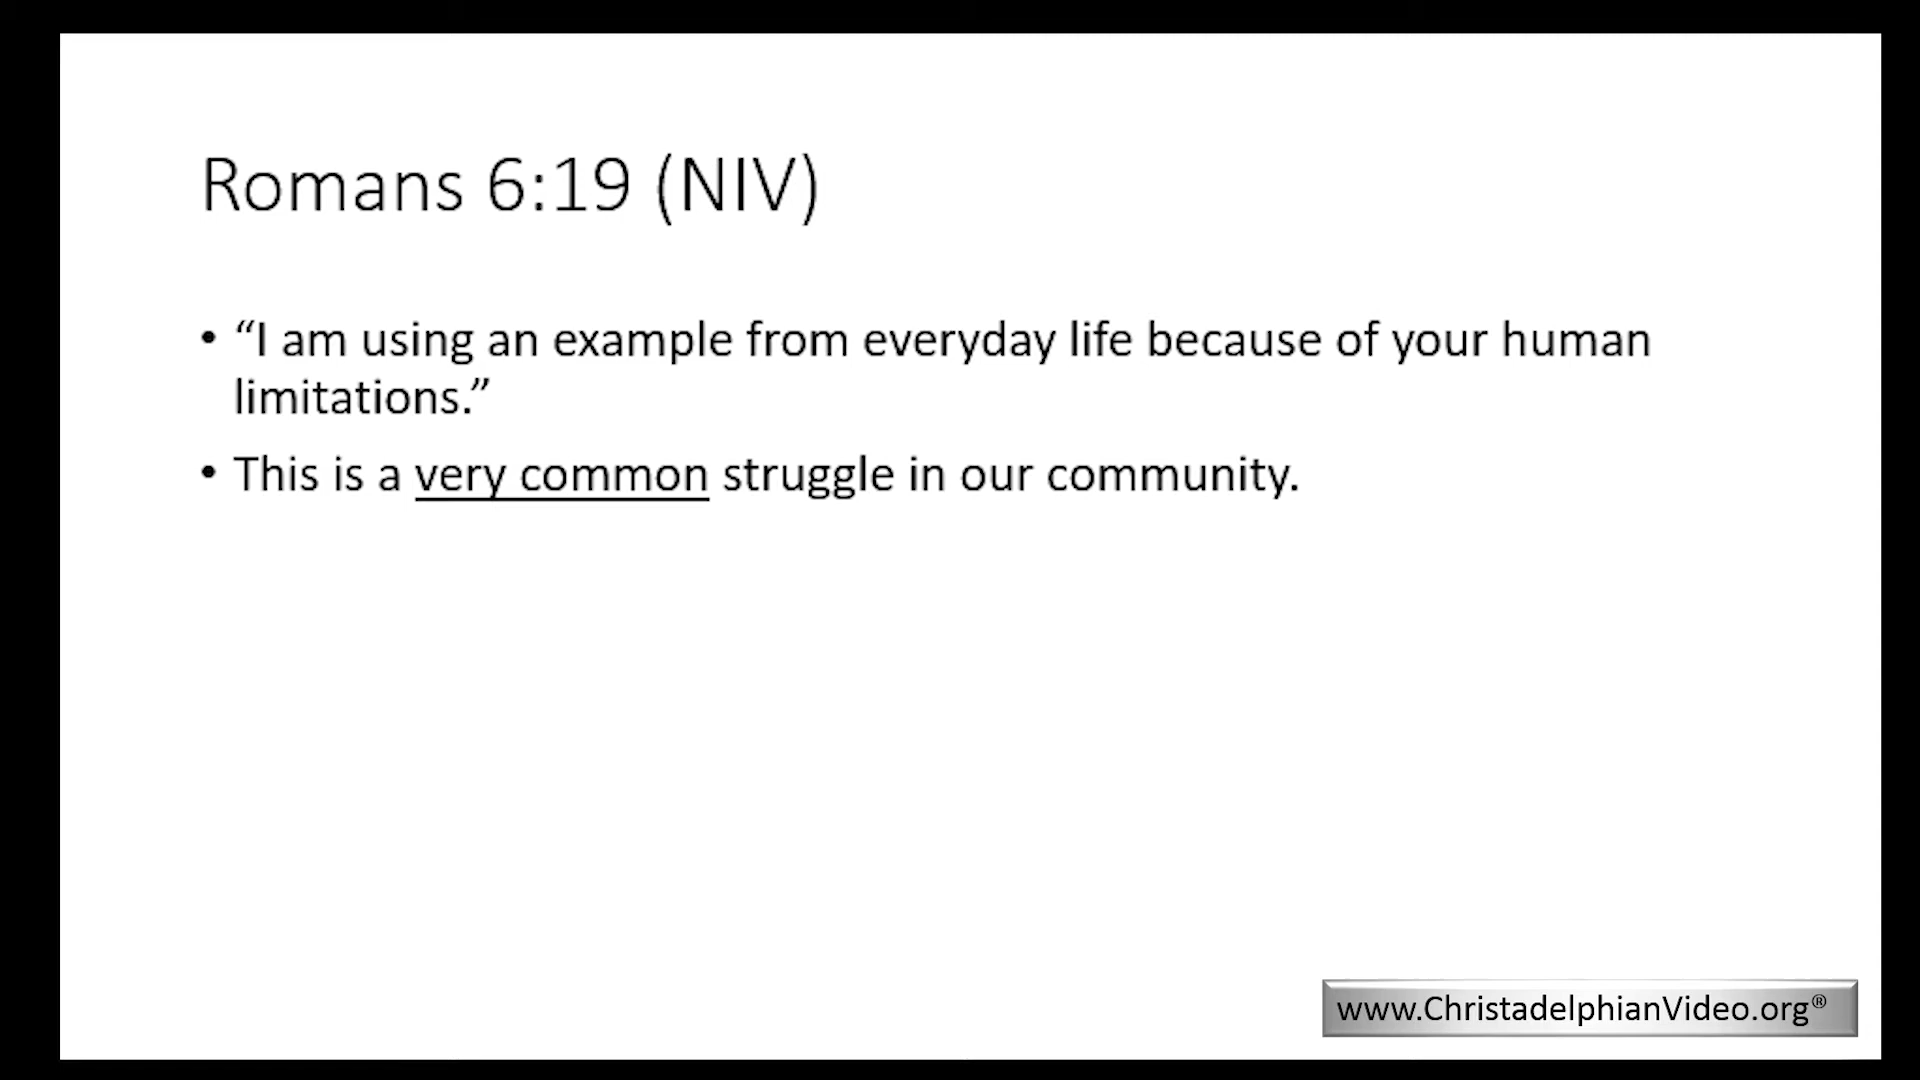 Romans 6:19 (NIV)
• “I am using an example from everyday life because of your human
limitations.”
• This is a very common struggle in our community.
www.ChristadelphianVideo.org®